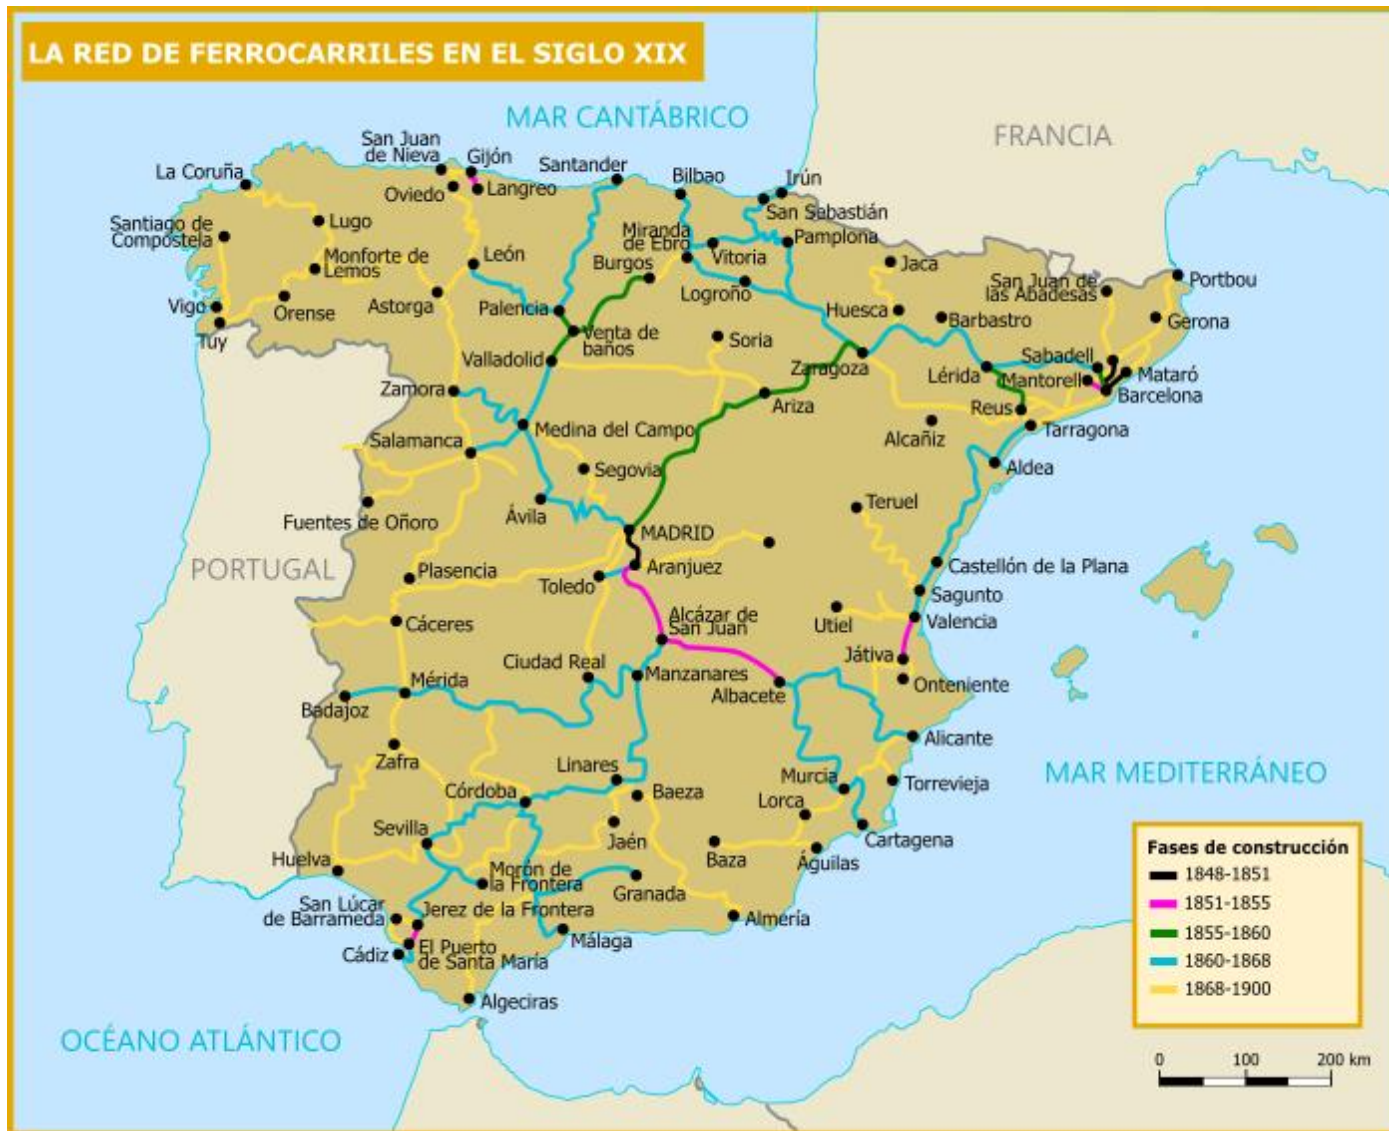 LA RED DE FERROCARRILES EN EL SIGLO XIX
MAR CANTÁBRICO
FRANCIA
San Juan
de Nieva
Gijón
Santander
Bilbao
Irún
La Coruña
Oviedo
Langreo
San Sebastián
Santiago de
Compostela
Lugo
Miranda
de Ebro
Vitoria
Pamplona
Monforte de
Lemos
León
Burgos
Jaca
San Juan de
las Abadesas
Portbou
Vigo
Orense
Astorga
Palencia
Logroño
Huesca
Barbastro
Gerona
Tuy
Venta de
baños
Soria
Valladolid
Zaragoza
Lérida
Sabadell
Mantorell
Mataró
Barcelona
Zamora
Ariza
Reus
Medina del Campo
Alcañiz
Tarragona
Salamanca
Segovia
Aldea
Teruel
Fuentes de Oñoro
Ávila
MADRID
PORTUGAL
Plasencia
Toledo
Aranjuez
Castellón de la Plana
Sagunto
Cáceres
Alcázar de
San Juan
Utiel
Valencia
Játiva
Ciudad Real
Manzanares
Mérida
Albacete
Onteniente
Badajoz
Zafra
Alicante
Linares
Murcia
Torrevieja
MAR MEDITERRÁNEO
Córdoba
Baeza
Lorca
Sevilla
Jaén
Baza
Águilas
Cartagena
Huelva
Morón de
la Frontera
Granada
San Lúcar
de Barrameda
Jerez de la Frontera
Almería
Málaga
Cádiz
El Puerto
de Santa María
Algeciras
OCÉANO ATLÁNTICO
Fases de construcción
1848-1851
1851-1855
1855-1860
1860-1868
1868-1900
0 100 200 km